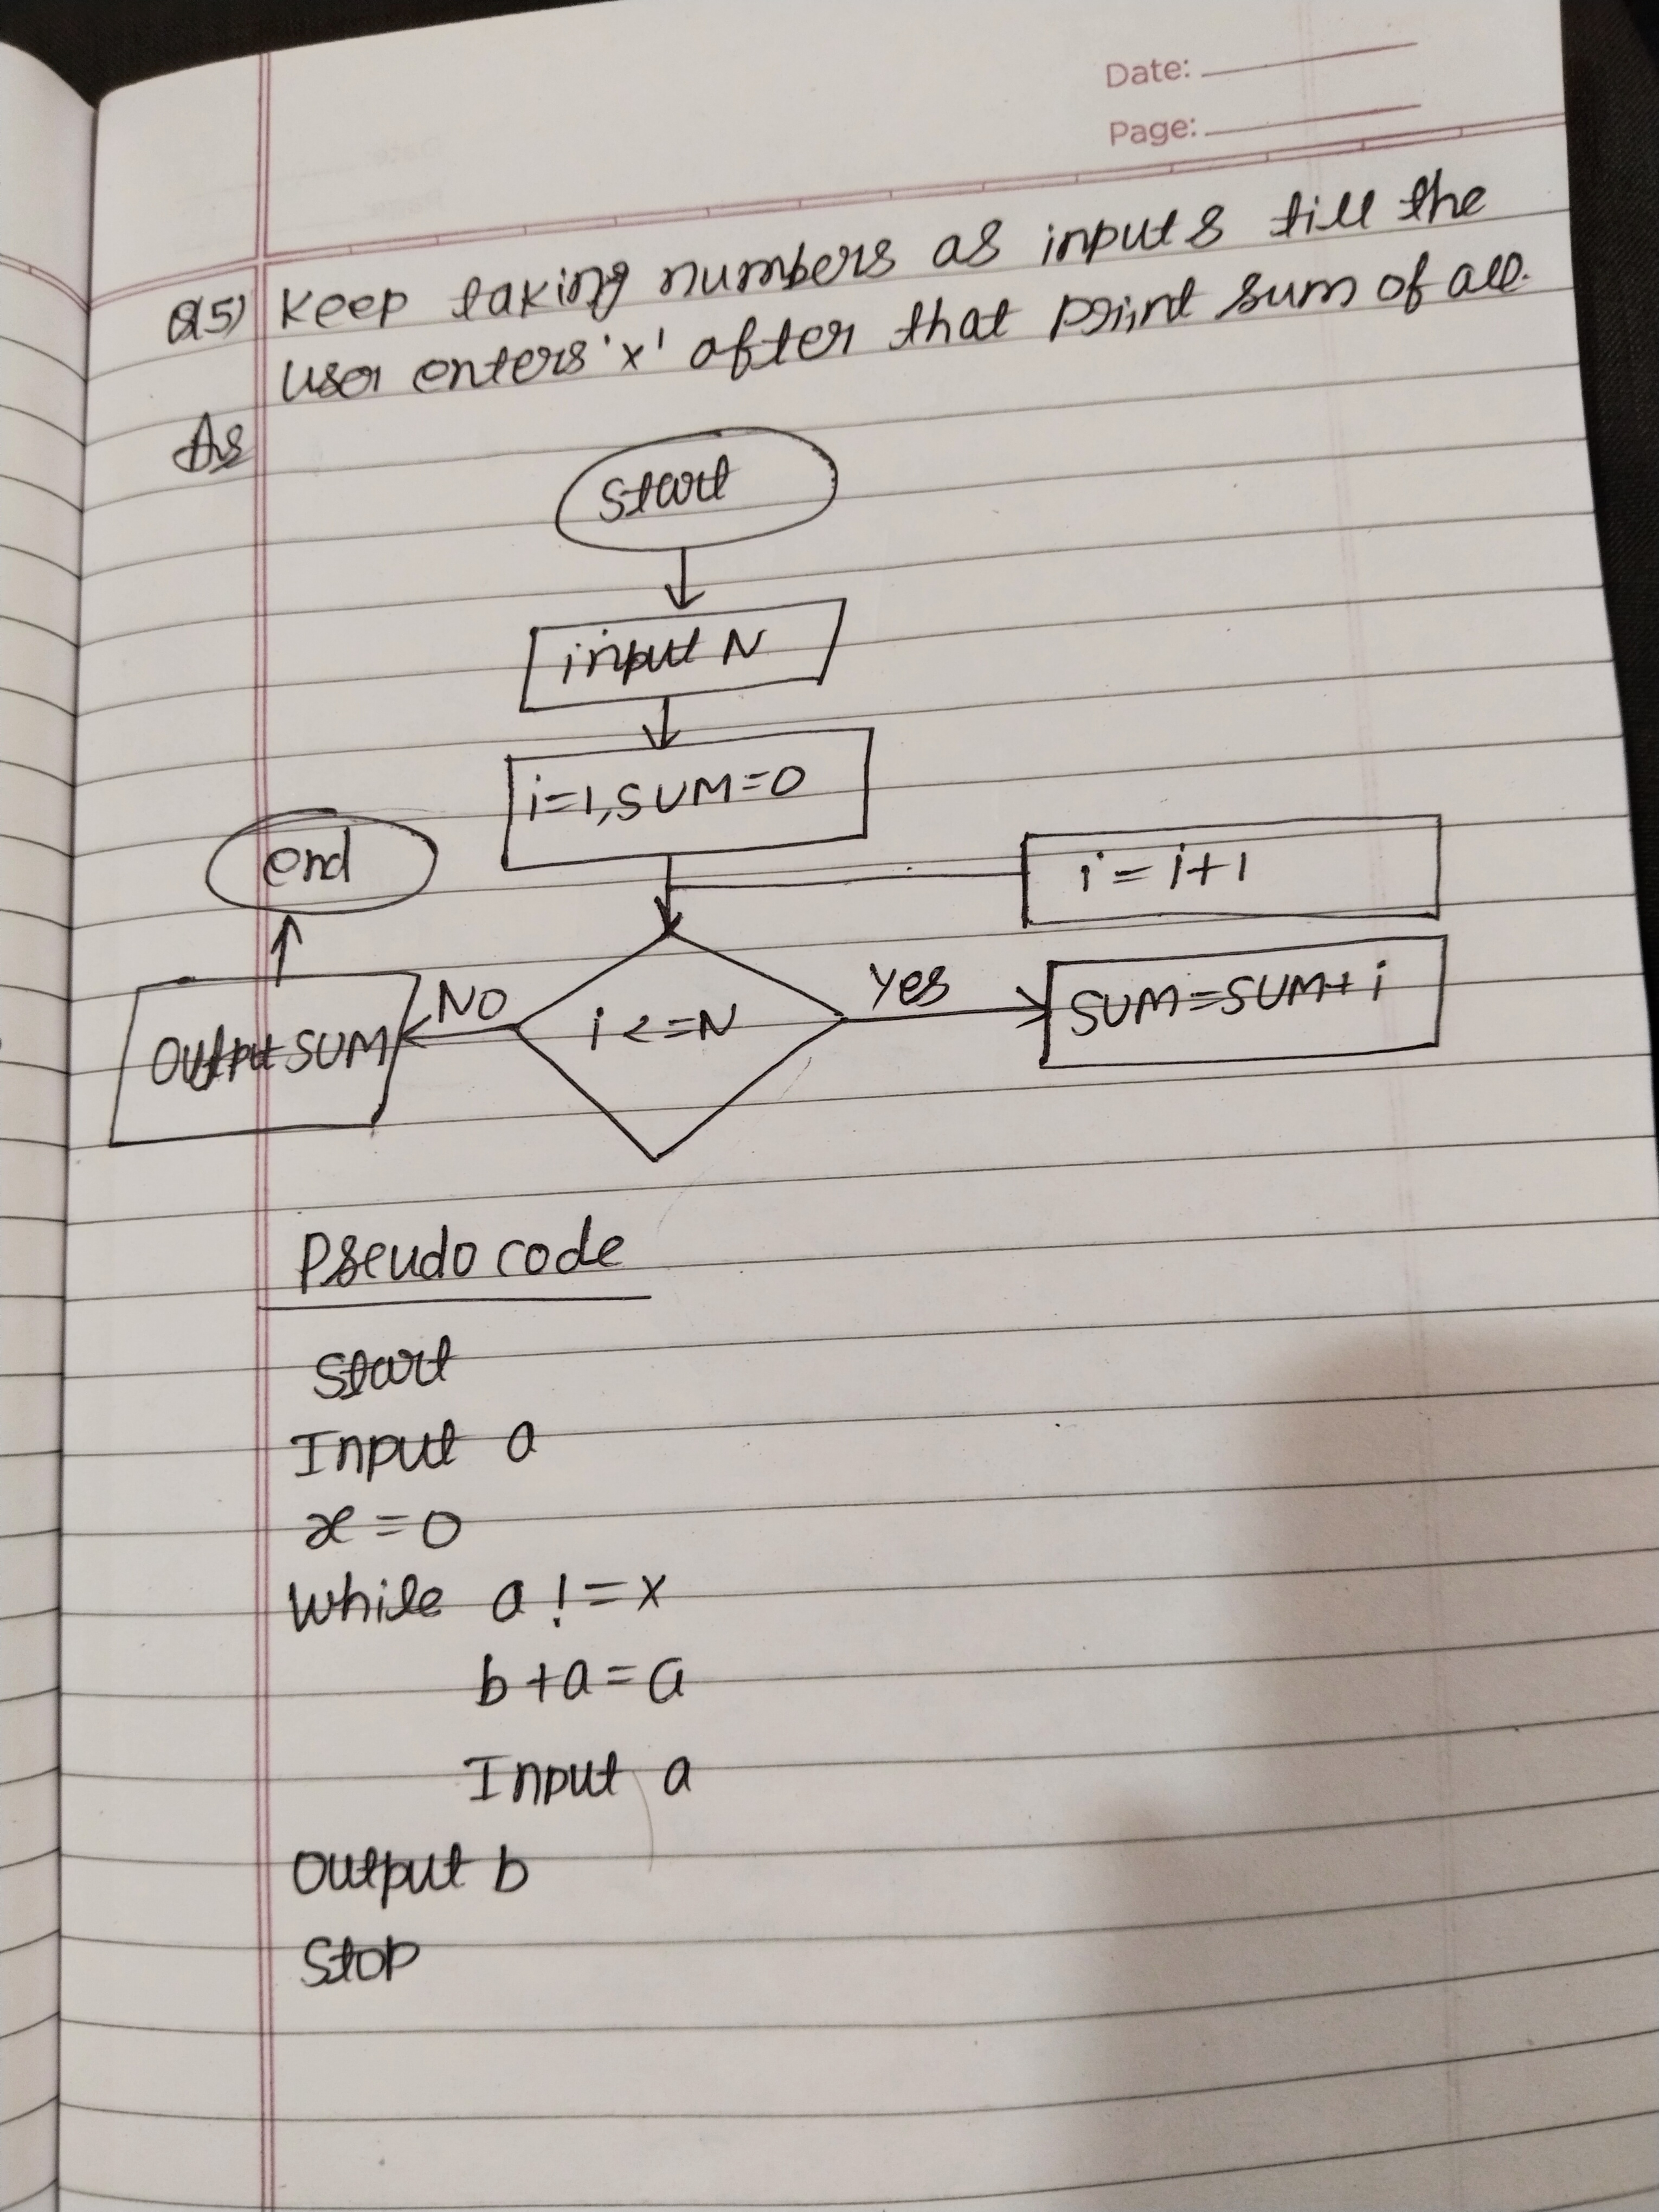 Date:
Page:
Q5) Keep taking numbers as inputs till the
user enters 'x' after that print sum of all.
As
Start
input N
i=1, SUM=0
end
i = i+1
NO
i <= N
Yes
SUM=SUM+i
Output SUM
Pseudo code
Start
Input a
x = 0
While a != x
b + a = a
Input a
Output b
Stop